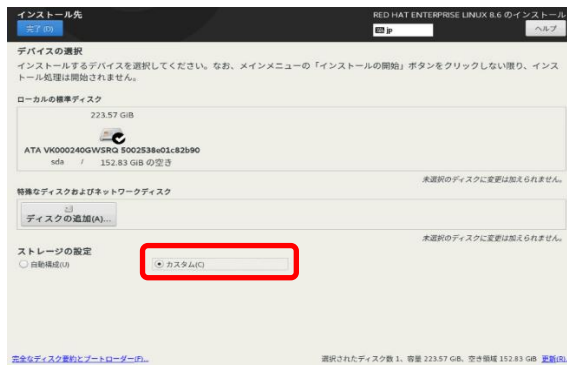 インストール先
RED HAT ENTERPRISE LINUX 8.6 のインストール
完了(D)
jp
ヘルプ
デバイスの選択
インストールするデバイスを選択してください。なお、メインメニューの「インストールの開始」ボタンをクリックしない限り、インス
トール処理は開始されません。
ローカルの標準ディスク
223.57 GiB
ATA VK000240GWSRQ 5002538e01c82b90
sda / 152.83 GiB の空き
未選択のディスクに変更は加えられません。
特殊なディスクおよびネットワークディスク
ディスクの追加(A)...
未選択のディスクに変更は加えられません。
ストレージの設定
自動構成(U)
カスタム(C)
完全なディスク要約とブートローダー(F)...
選択されたディスク数 1、容量 223.57 GiB、空き領域 152.83 GiB 更新(R)